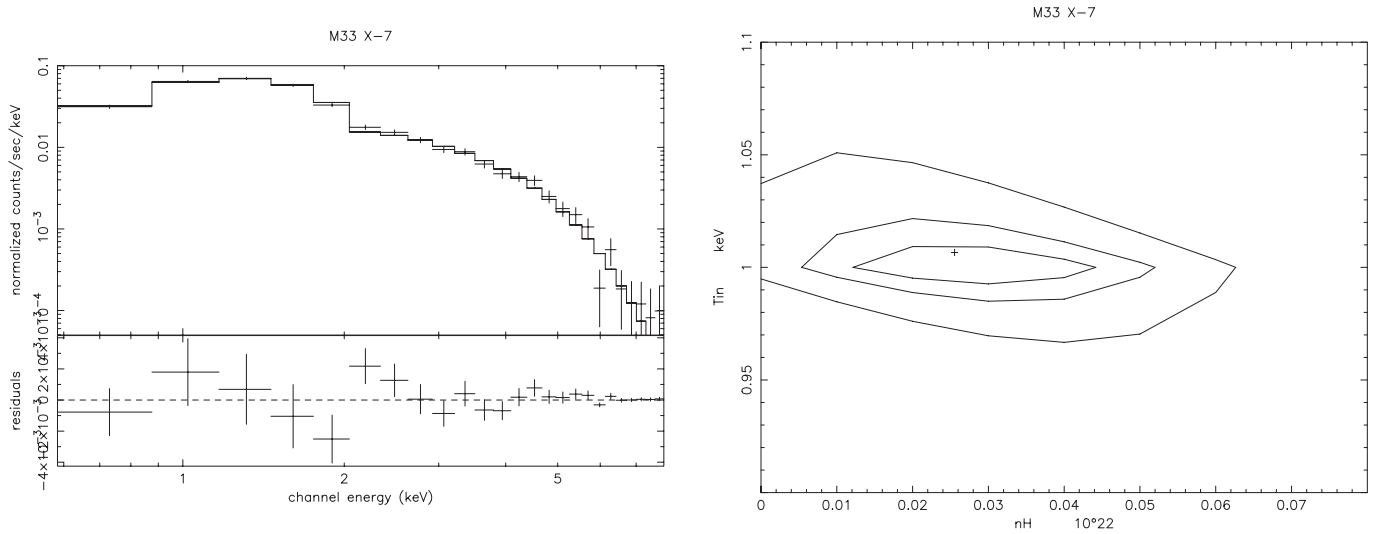 M33 X-7
0.1
0.01
10⁻³
10⁻⁴
normalized counts/sec/keV
residuals
1
2
5
channel energy (keV)
M33 X-7
1.1
1.05
1
0.95
Tin keV
0
0.01
0.02
0.03
0.04
0.05
0.06
0.07
nH 10^22